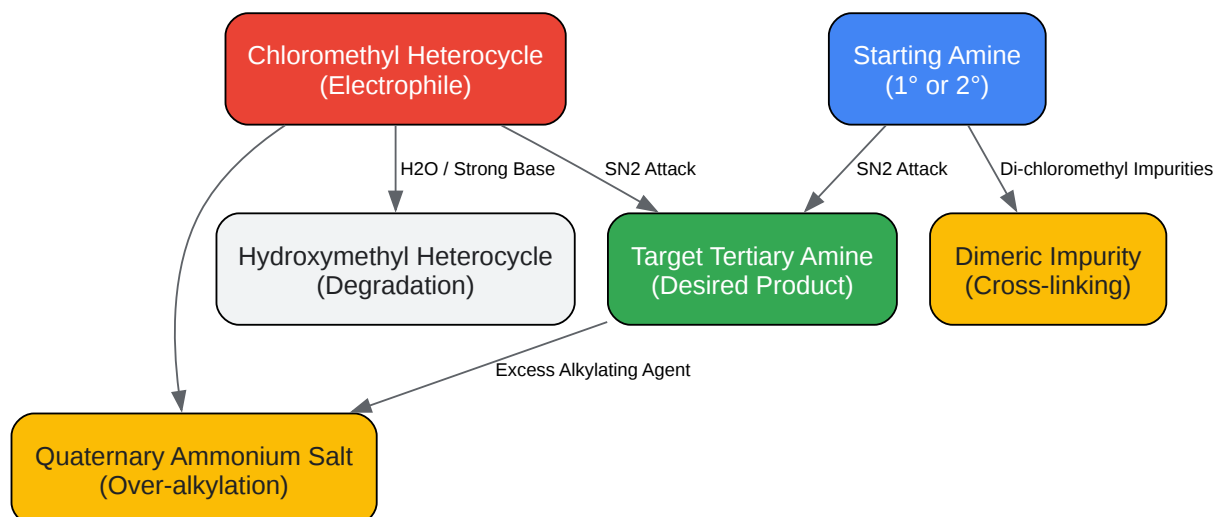 Chloromethyl Heterocycle
(Electrophile)
Starting Amine
(1° or 2°)
H2O / Strong Base
SN2 Attack
SN2 Attack
Di-chloromethyl Impurities
Hydroxymethyl Heterocycle
(Degradation)
Target Tertiary Amine
(Desired Product)
Dimeric Impurity
(Cross-linking)
Excess Alkylating Agent
Quaternary Ammonium Salt
(Over-alkylation)